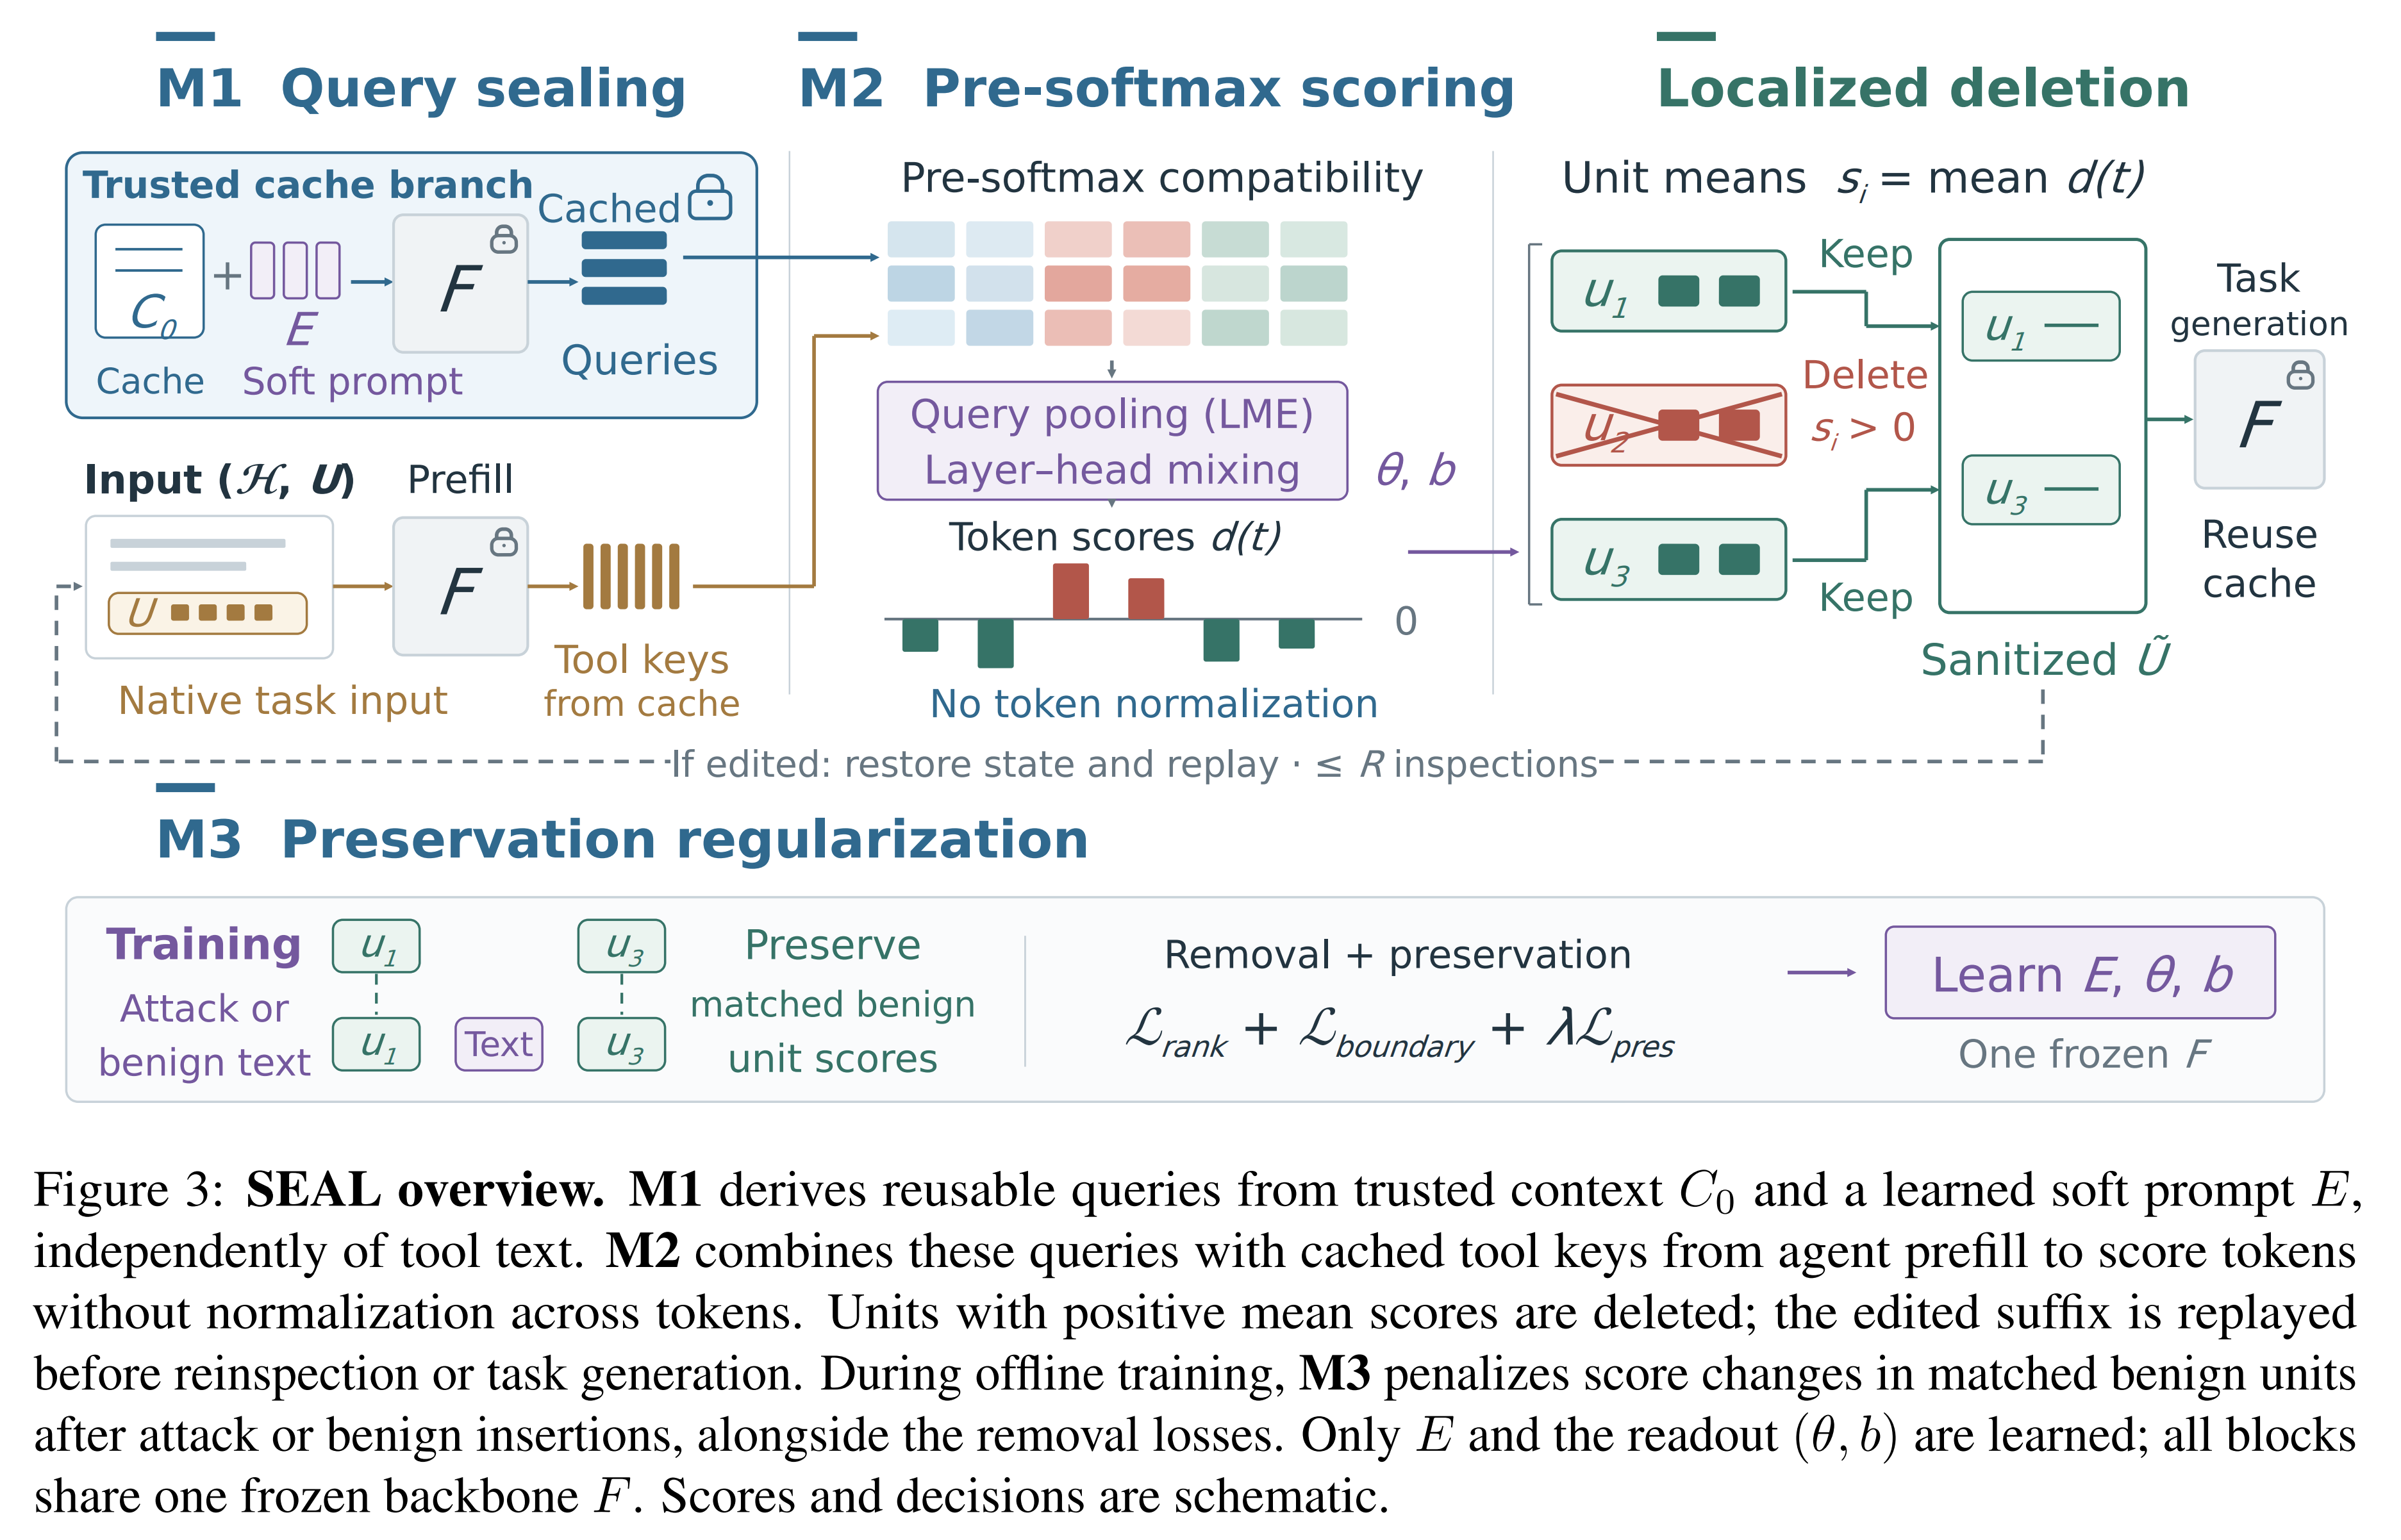 M1 Query sealing
M2 Pre-softmax scoring
Localized deletion
Trusted cache branch
Cached
C0
+
E
F
Cache
Soft prompt
Queries
Input (ℋ, U)
Prefill
U
F
Native task input
Tool keys
from cache
Pre-softmax compatibility
Query pooling (LME)
Layer–head mixing
θ, b
Token scores d(t)
0
No token normalization
Unit means si = mean d(t)
u1
Keep
u2
Delete
si > 0
u3
Keep
u1
u3
Sanitized Ũ
Task
generation
F
Reuse
cache
If edited: restore state and replay · ≤ R inspections
M3 Preservation regularization
Training
Attack or
benign text
u1
u3
u1
Text
u3
Preserve
matched benign
unit scores
Removal + preservation
ℒrank + ℒboundary + λℒpres
Learn E, θ, b
One frozen F
Figure 3: SEAL overview. M1 derives reusable queries from trusted context C0 and a learned soft prompt E,
independently of tool text. M2 combines these queries with cached tool keys from agent prefill to score tokens
without normalization across tokens. Units with positive mean scores are deleted; the edited suffix is replayed
before reinspection or task generation. During offline training, M3 penalizes score changes in matched benign units
after attack or benign insertions, alongside the removal losses. Only E and the readout (θ, b) are learned; all blocks
share one frozen backbone F. Scores and decisions are schematic.